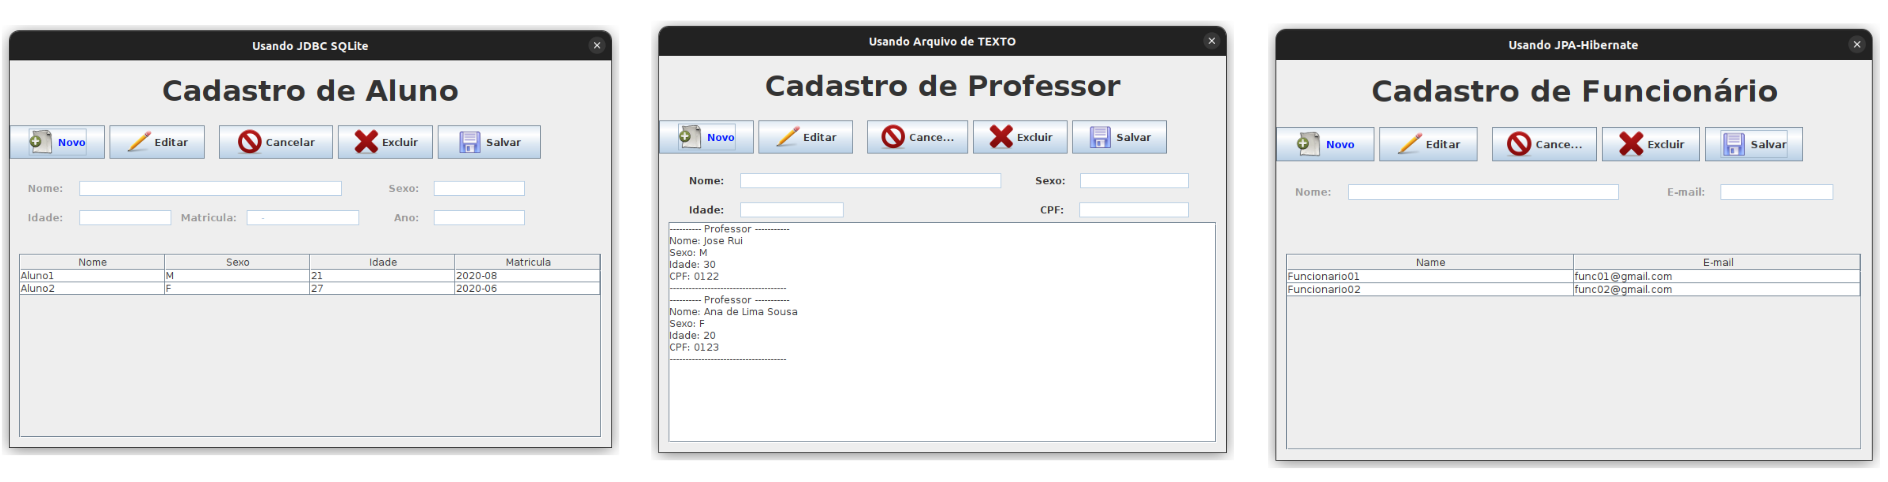 Usando JDBC SQLite
Cadastro de Aluno
Novo Editar Cancelar Excluir Salvar
Nome: Sexo:
Idade: Matricula: - Ano:
Nome Sexo Idade Matricula
Aluno1 M 21 2020-08
Aluno2 F 27 2020-06
Usando Arquivo de TEXTO
Cadastro de Professor
Novo Editar Cance... Excluir Salvar
Nome: Sexo:
Idade: CPF:
---------- Professor -----------
Nome: Jose Rui
Sexo: M
Idade: 30
CPF: 0122
-------------------------------------
---------- Professor -----------
Nome: Ana de Lima Sousa
Sexo: F
Idade: 20
CPF: 0123
-------------------------------------
Usando JPA-Hibernate
Cadastro de Funcionário
Novo Editar Cance... Excluir Salvar
Nome: E-mail:
Name E-mail
Funcionario01 func01@gmail.com
Funcionario02 func02@gmail.com